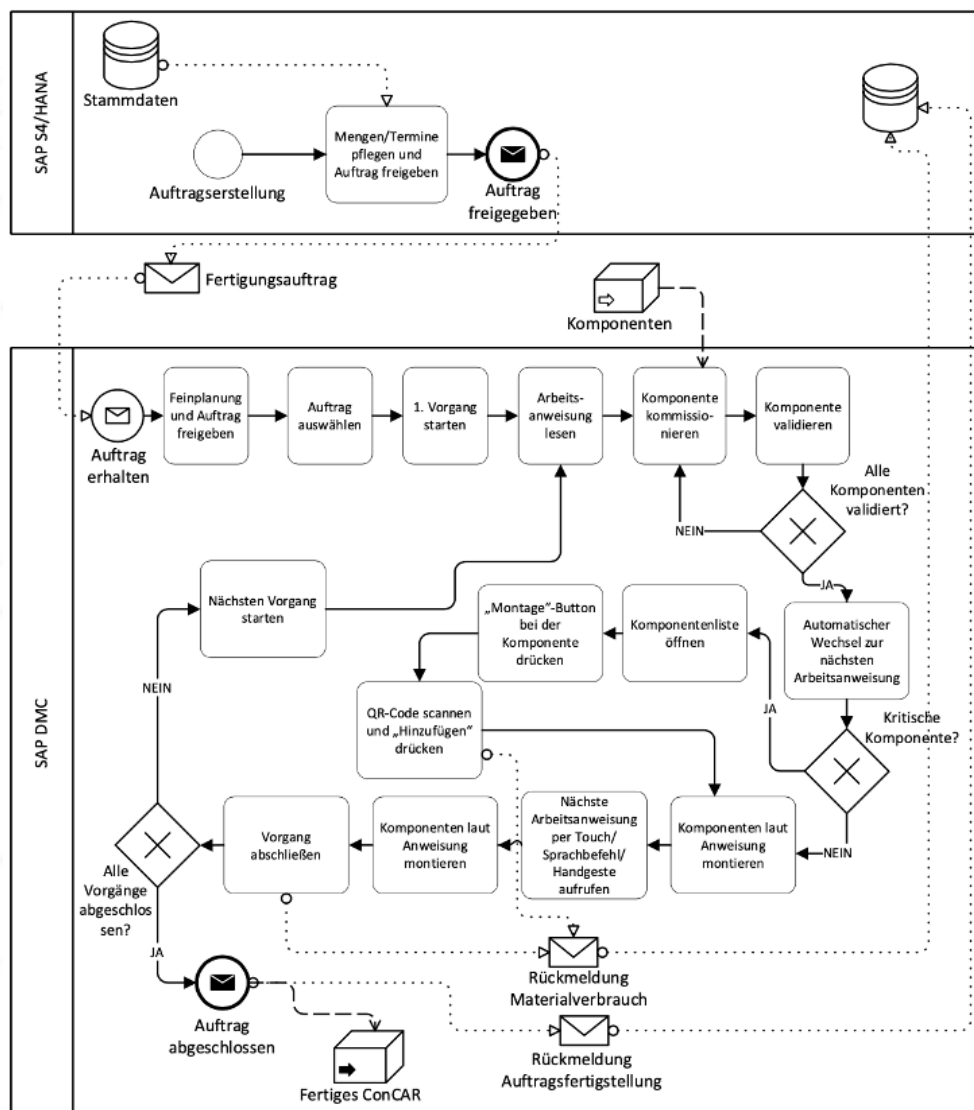 SAP S4/HANA
Stammdaten
Auftragserstellung
Mengen/Termine
pflegen und
Auftrag freigeben
Auftrag
freigegeben
Fertigungsauftrag
Komponenten
SAP DMC
Auftrag
erhalten
Feinplanung
und Auftrag
freigeben
Auftrag
auswählen
1. Vorgang
starten
Arbeits-
anweisung
lesen
Komponente
kommissio-
nieren
Komponente
validieren
Alle
Komponenten
validiert?
NEIN
JA
Automatischer
Wechsel zur
nächsten
Arbeitsanweisung
Kritische
Komponente?
JA
NEIN
Komponentenliste
öffnen
„Montage“-Button
bei der
Komponente
drücken
QR-Code scannen
und „Hinzufügen“
drücken
Komponenten laut
Anweisung
montieren
Nächste
Arbeitsanweisung
per Touch/
Sprachbefehl/
Handgeste
aufrufen
Komponenten laut
Anweisung
montieren
Vorgang
abschließen
Alle
Vorgänge
abgeschlos
sen?
NEIN
Nächsten Vorgang
starten
JA
Auftrag
abgeschlossen
Fertiges ConCAR
Rückmeldung
Materialverbrauch
Rückmeldung
Auftragsfertigstellung